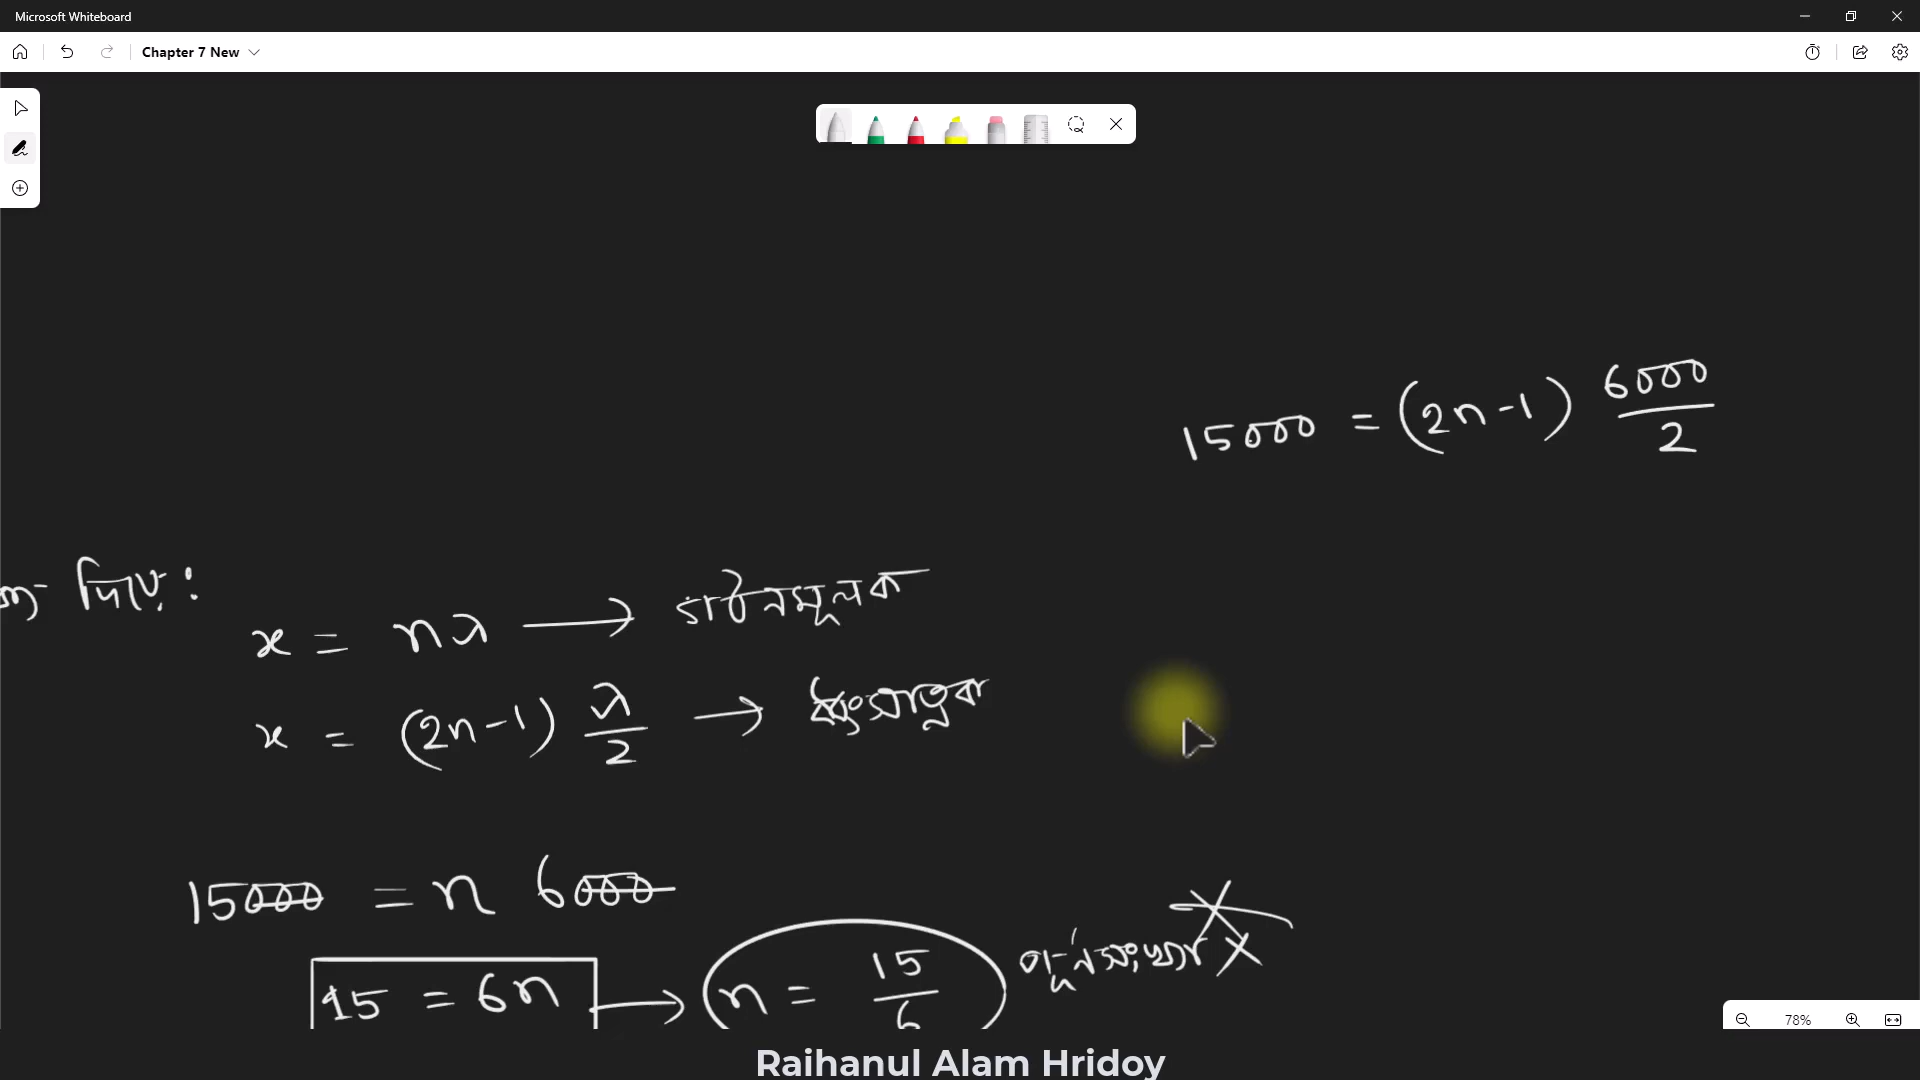 Microsoft Whiteboard
Chapter 7 New
15000 = (2n-1) 6000/2
দিয়ে:
x = nλ → গঠনমূলক
x = (2n-1) λ/2 → ধ্বংসাত্মক
15000 = n 6000
15 = 6n → n = 15/6 পূর্ণসংখ্যা X
78%
Raihanul Alam Hridoy